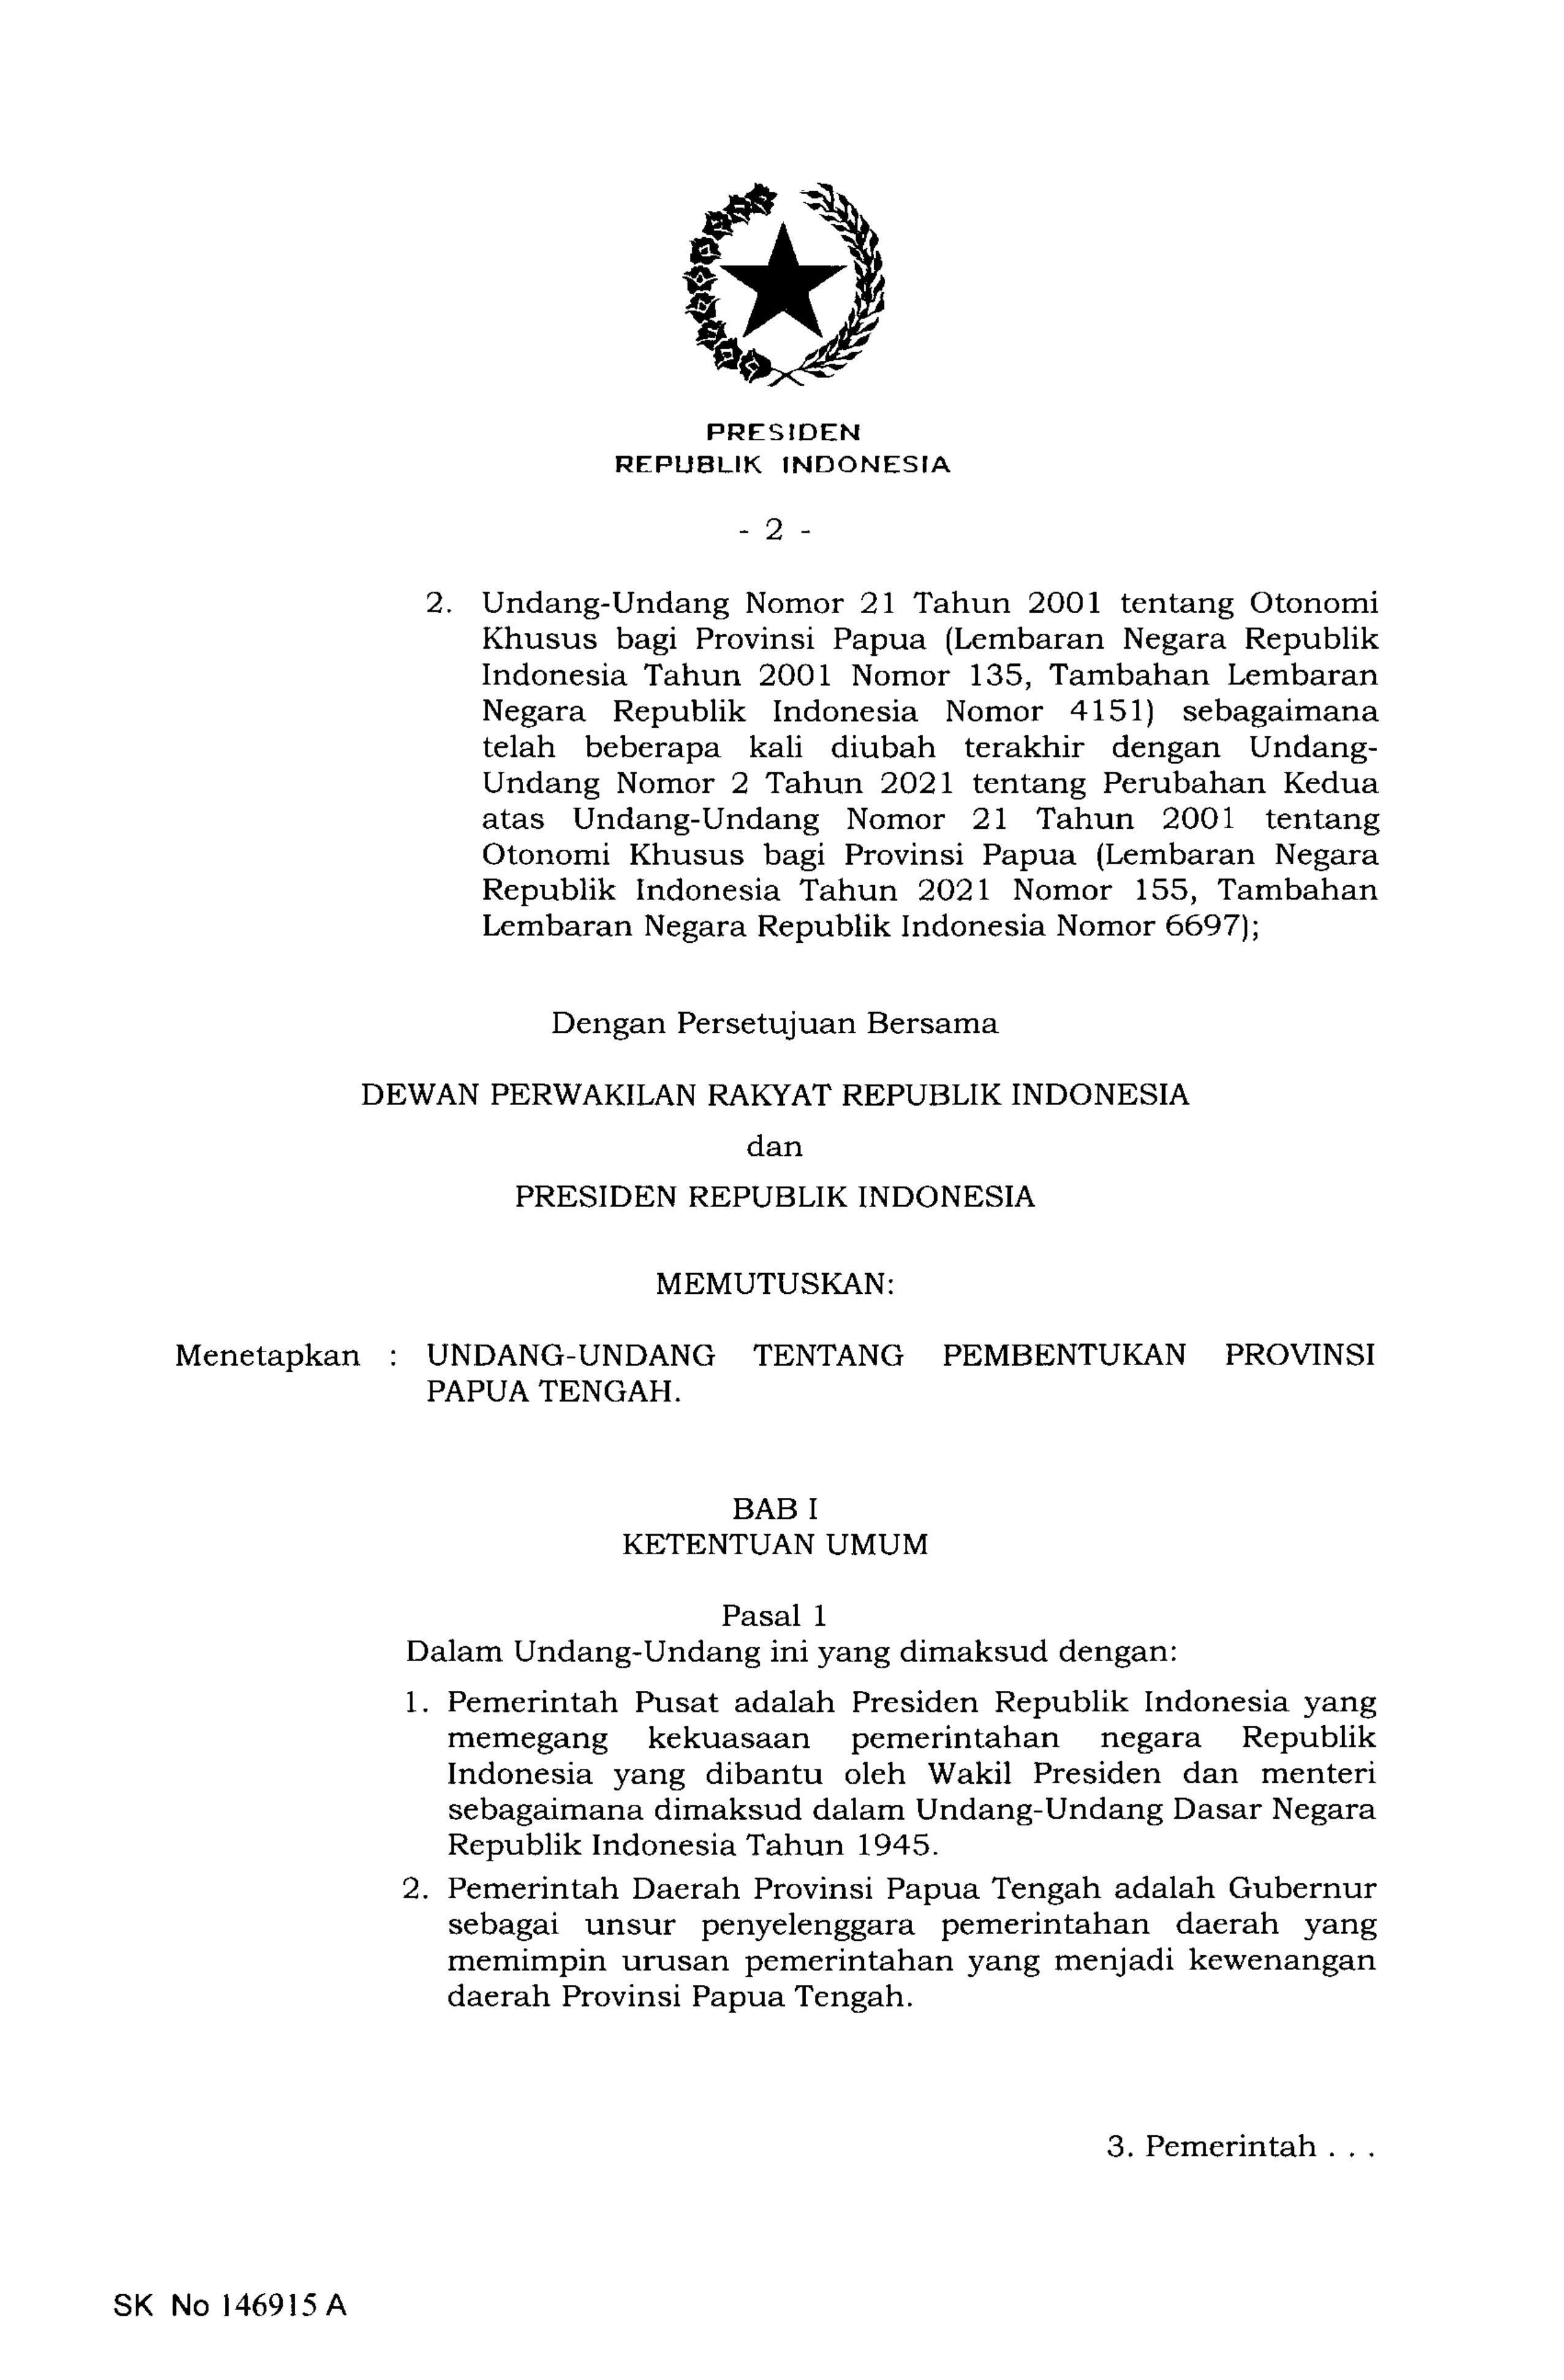 PRESIDEN
REPUBLIK INDONESIA
- 2 -
2. Undang-Undang Nomor 21 Tahun 2001 tentang Otonomi
Khusus bagi Provinsi Papua (Lembaran Negara Republik
Indonesia Tahun 2001 Nomor 135, Tambahan Lembaran
Negara Republik Indonesia Nomor 4151) sebagaimana
telah beberapa kali diubah terakhir dengan Undang-
Undang Nomor 2 Tahun 2021 tentang Perubahan Kedua
atas Undang-Undang Nomor 21 Tahun 2001 tentang
Otonomi Khusus bagi Provinsi Papua (Lembaran Negara
Republik Indonesia Tahun 2021 Nomor 155, Tambahan
Lembaran Negara Republik Indonesia Nomor 6697);
Dengan Persetujuan Bersama
DEWAN PERWAKILAN RAKYAT REPUBLIK INDONESIA
dan
PRESIDEN REPUBLIK INDONESIA
MEMUTUSKAN:
Menetapkan : UNDANG-UNDANG TENTANG PEMBENTUKAN PROVINSI
PAPUA TENGAH.
BAB I
KETENTUAN UMUM
Pasal 1
Dalam Undang-Undang ini yang dimaksud dengan:
1. Pemerintah Pusat adalah Presiden Republik Indonesia yang
memegang kekuasaan pemerintahan negara Republik
Indonesia yang dibantu oleh Wakil Presiden dan menteri
sebagaimana dimaksud dalam Undang-Undang Dasar Negara
Republik Indonesia Tahun 1945.
2. Pemerintah Daerah Provinsi Papua Tengah adalah Gubernur
sebagai unsur penyelenggara pemerintahan daerah yang
memimpin urusan pemerintahan yang menjadi kewenangan
daerah Provinsi Papua Tengah.
3. Pemerintah . . .
SK No 146915 A